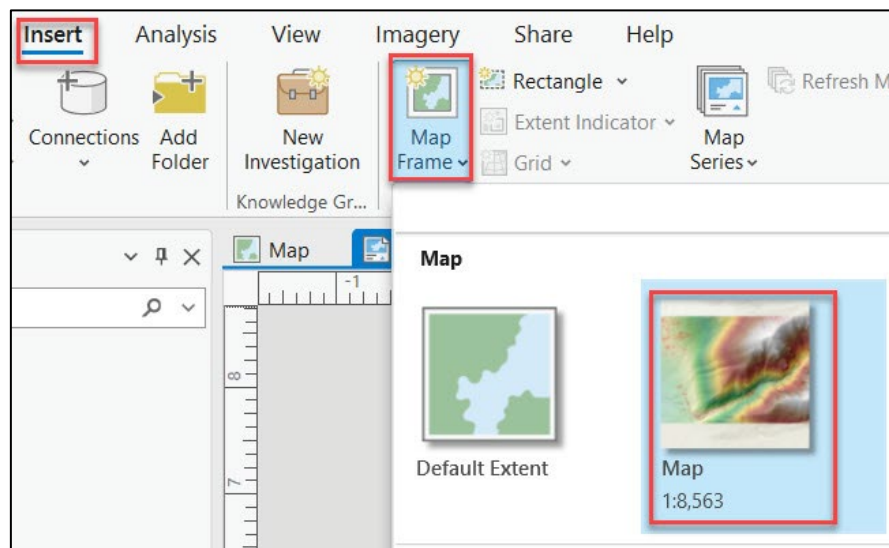 Insert Analysis View Imagery Share Help
Connections
Add
Folder
New
Investigation
Knowledge Gr...
Map
Frame
Rectangle
Extent Indicator
Grid
Map
Series
Refresh M
Map
-1
8
7
Map
Default Extent
Map
1:8,563